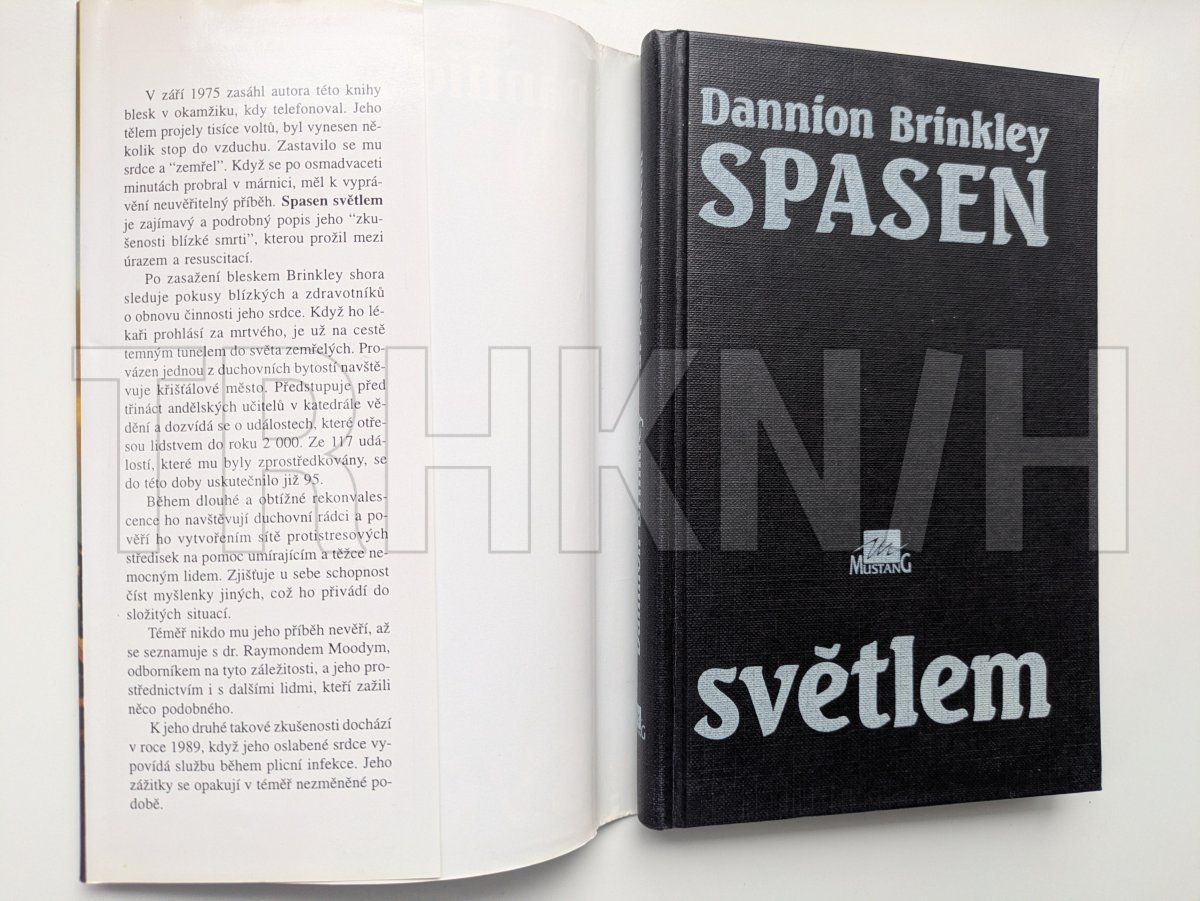 V září 1975 zasáhl autora této knihy
blesk v okamžiku, kdy telefonoval. Jeho
tělem projely tisíce voltů, byl vynesen ně-
kolik stop do vzduchu. Zastavilo se mu
srdce a “zemřel”. Když se po osmadvaceti
minutách probral v márnici, měl k vyprá-
vění neuvěřitelný příběh. Spasen světlem
je zajímavý a podrobný popis jeho “zku-
šenosti blízké smrti”, kterou prožil mezi
úrazem a resuscitací.
Po zasažení bleskem Brinkley shora
sleduje pokusy blízkých a zdravotníků
o obnovu činnosti jeho srdce. Když ho lé-
kaři prohlásí za mrtvého, je už na cestě
temným tunelem do světa zemřelých. Pro-
vázen jednou z duchovních bytostí navště-
vuje křišťálové město. Předstupuje před
třináct andělských učitelů v katedrále vě-
dění a dozvídá se o událostech, které otře-
sou lidstvem do roku 2 000. Ze 117 udá-
lostí, které mu byly zprostředkovány, se
do této doby uskutečnilo již 95.
Během dlouhé a obtížné rekonvales-
cence ho navštěvují duchovní rádci a po-
věří ho vytvořením sítě protistresových
středisek na pomoc umírajícím a těžce ne-
mocným lidem. Zjišťuje u sebe schopnost
číst myšlenky jiných, což ho přivádí do
složitých situací.
Téměř nikdo mu jeho příběh nevěří, až
se seznamuje s dr. Raymondem Moodym,
odborníkem na tyto záležitosti, a jeho pro-
střednictvím i s dalšími lidmi, kteří zažili
něco podobného.
K jeho druhé takové zkušenosti dochází
v roce 1989, když jeho oslabené srdce vy-
povídá službu během plicní infekce. Jeho
zážitky se opakují v téměř nezměněné po-
době.
Dannion Brinkley
SPASEN
MUSTANG
světlem
TRHKNIH